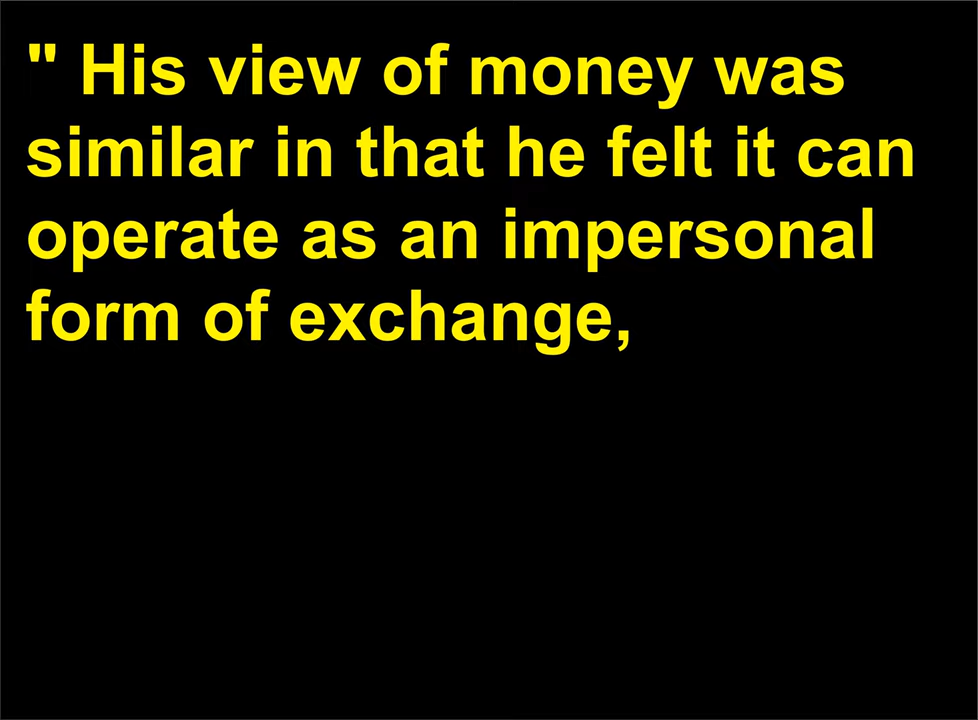 " His view of money was
similar in that he felt it can
operate as an impersonal
form of exchange,